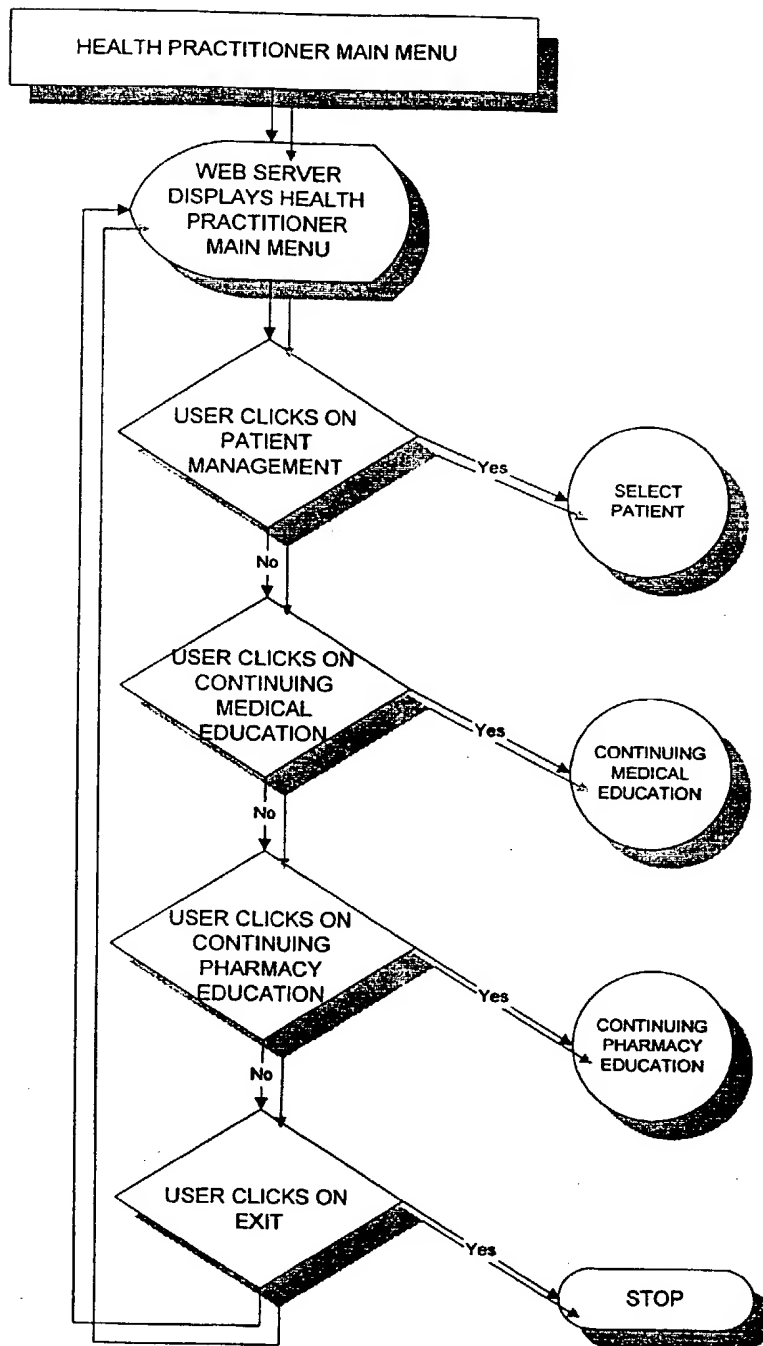 HEALTH PRACTITIONER MAIN MENU
WEB SERVER
DISPLAYS HEALTH
PRACTITIONER
MAIN MENU
USER CLICKS ON
PATIENT
MANAGEMENT
Yes
SELECT
PATIENT
No
USER CLICKS ON
CONTINUING
MEDICAL
EDUCATION
Yes
CONTINUING
MEDICAL
EDUCATION
No
USER CLICKS ON
CONTINUING
PHARMACY
EDUCATION
Yes
CONTINUING
PHARMACY
EDUCATION
No
USER CLICKS ON
EXIT
Yes
STOP